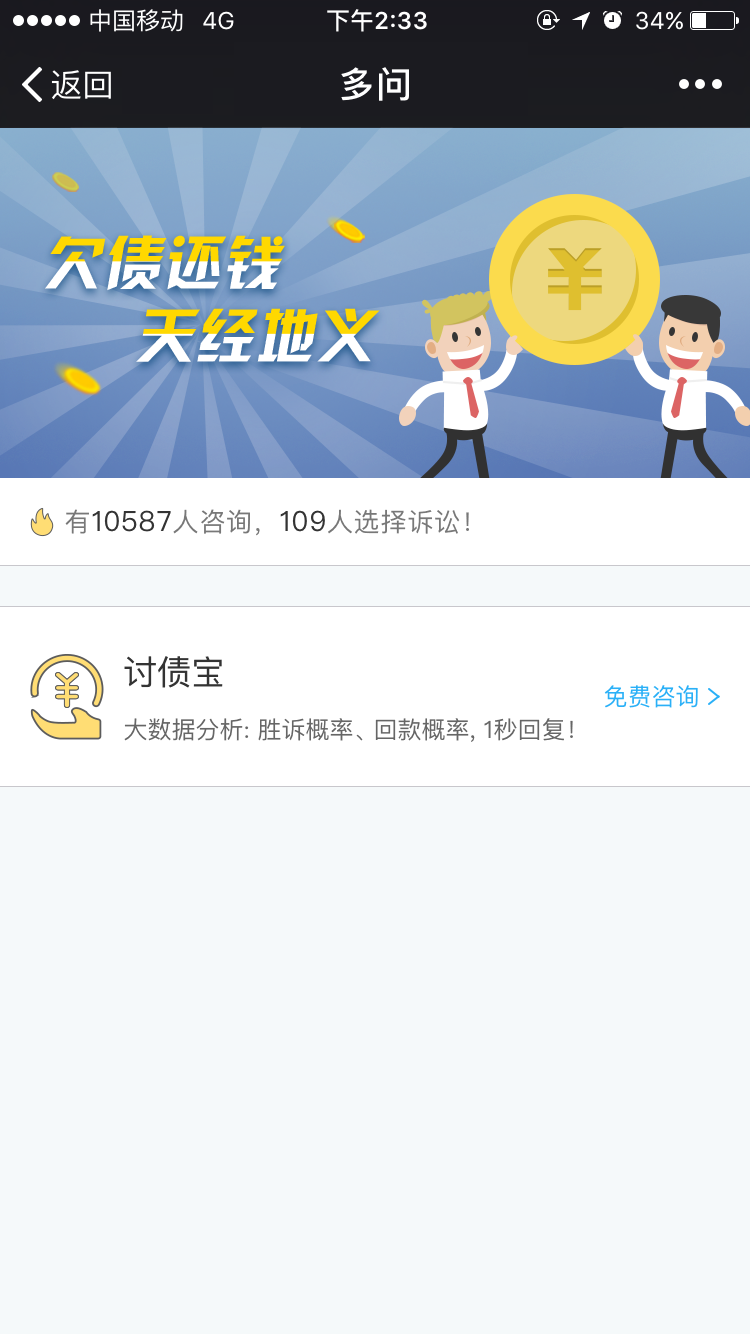 中国移动 4G 下午2:33 34%
返回 多问
欠债还钱
天经地义
¥
有10587人咨询，109人选择诉讼！
讨债宝
免费咨询
大数据分析: 胜诉概率、回款概率, 1秒回复！